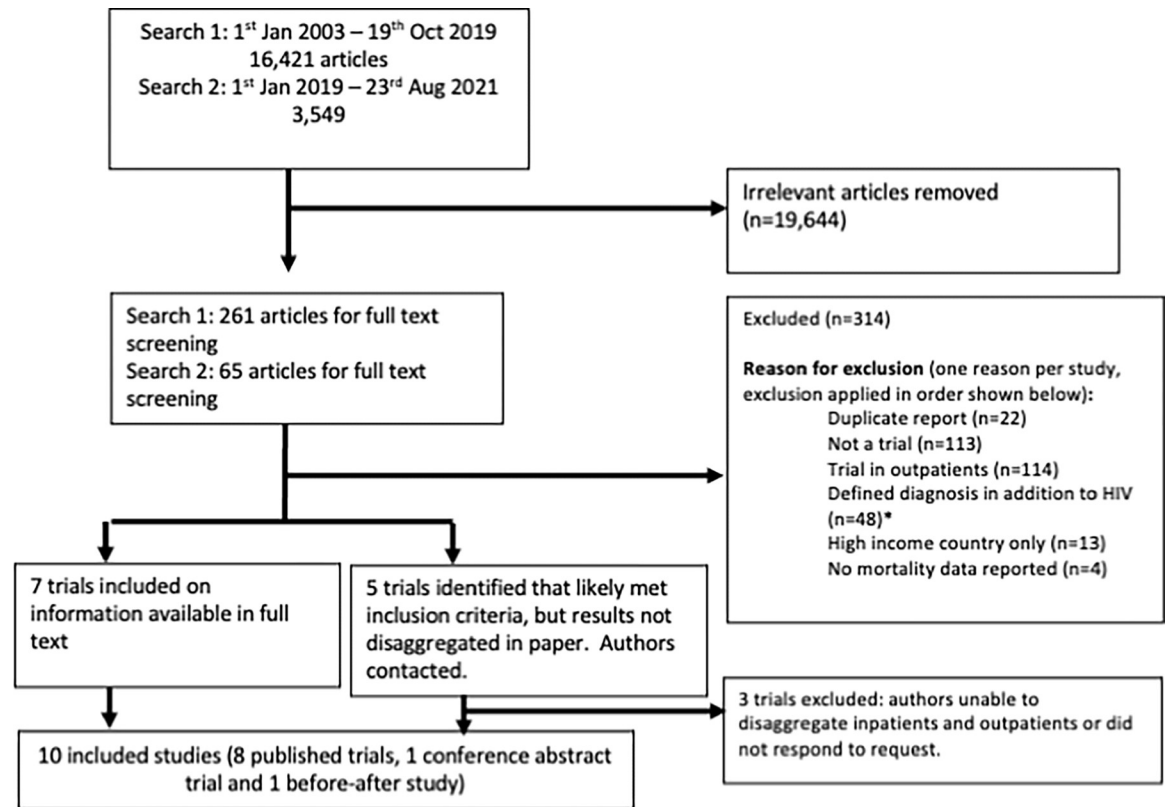 Search 1: 1st Jan 2003 – 19th Oct 2019
16,421 articles
Search 2: 1st Jan 2019 – 23rd Aug 2021
3,549
Irrelevant articles removed
(n=19,644)
Search 1: 261 articles for full text
screening
Search 2: 65 articles for full text
screening
Excluded (n=314)
Reason for exclusion (one reason per study,
exclusion applied in order shown below):
Duplicate report (n=22)
Not a trial (n=113)
Trial in outpatients (n=114)
Defined diagnosis in addition to HIV
(n=48)*
High income country only (n=13)
No mortality data reported (n=4)
7 trials included on
information available in full
text
5 trials identified that likely met
inclusion criteria, but results not
disaggregated in paper. Authors
contacted.
3 trials excluded: authors unable to
disaggregate inpatients and outpatients or did
not respond to request.
10 included studies (8 published trials, 1 conference abstract
trial and 1 before-after study)